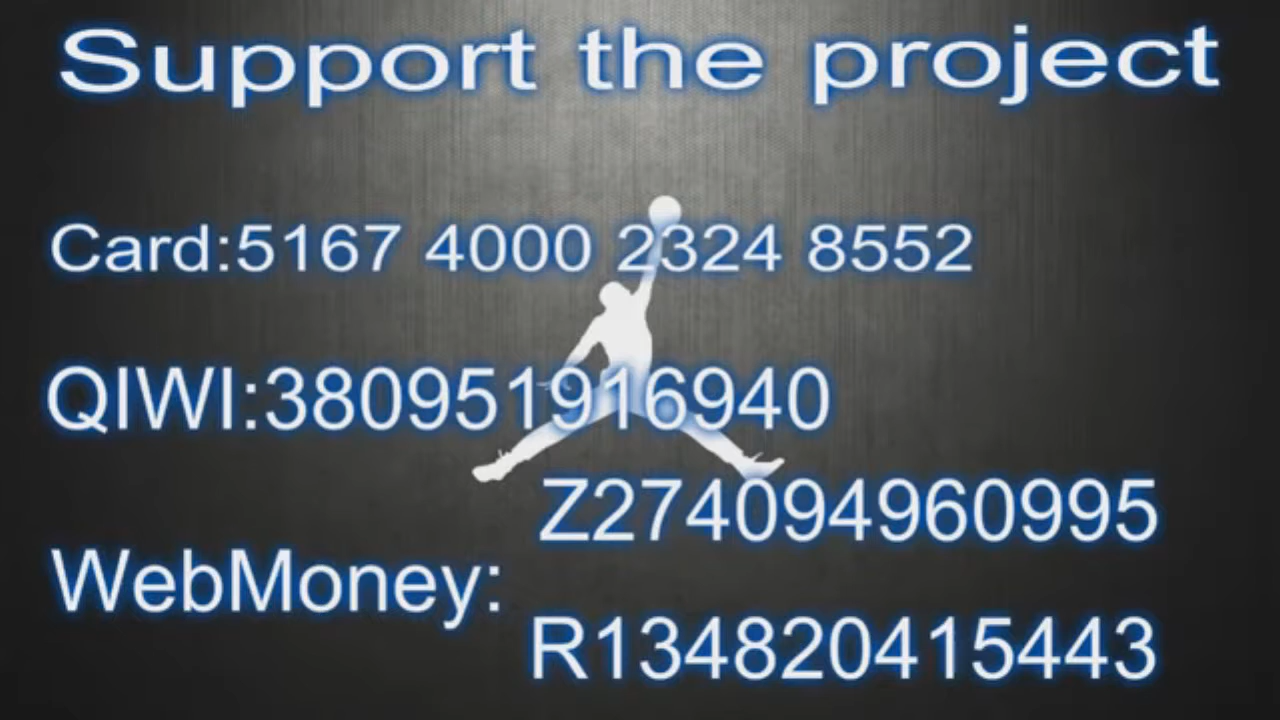 Support the project
Card:5167 4000 2324 8552
QIWI:380951916940
WebMoney:
Z274094960995
R134820415443